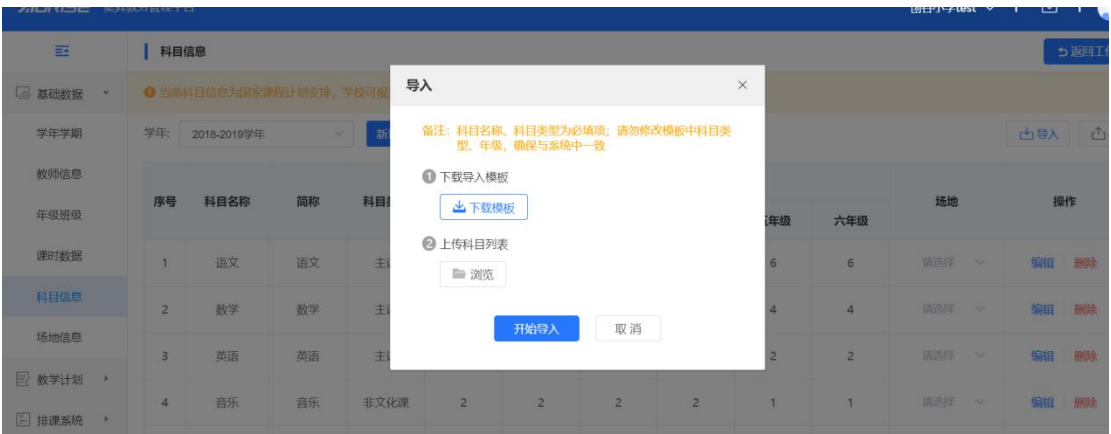 科目信息
返回工
基础数据
当前科目信息为国家课程计划安排，学校可根
学年学期
学年:
2018-2019学年
新
导入
教师信息
年级班级
课时数据
科目信息
场地信息
教学计划
排课系统
导入
备注：科目名称、科目类型为必填项；请勿修改模板中科目类
型、年级，确保与系统中一致
1 下载导入模板
下载模板
2 上传科目列表
浏览
开始导入
取消
序号 科目名称 简称 科目 五年级 六年级 场地 操作
1 语文 语文 主 6 6 请选择 编辑 删除
2 数学 数学 主 4 4 请选择 编辑 删除
3 英语 英语 主 2 2 请选择 编辑 删除
4 音乐 音乐 非文化课 2 2 2 2 1 1 请选择 编辑 删除